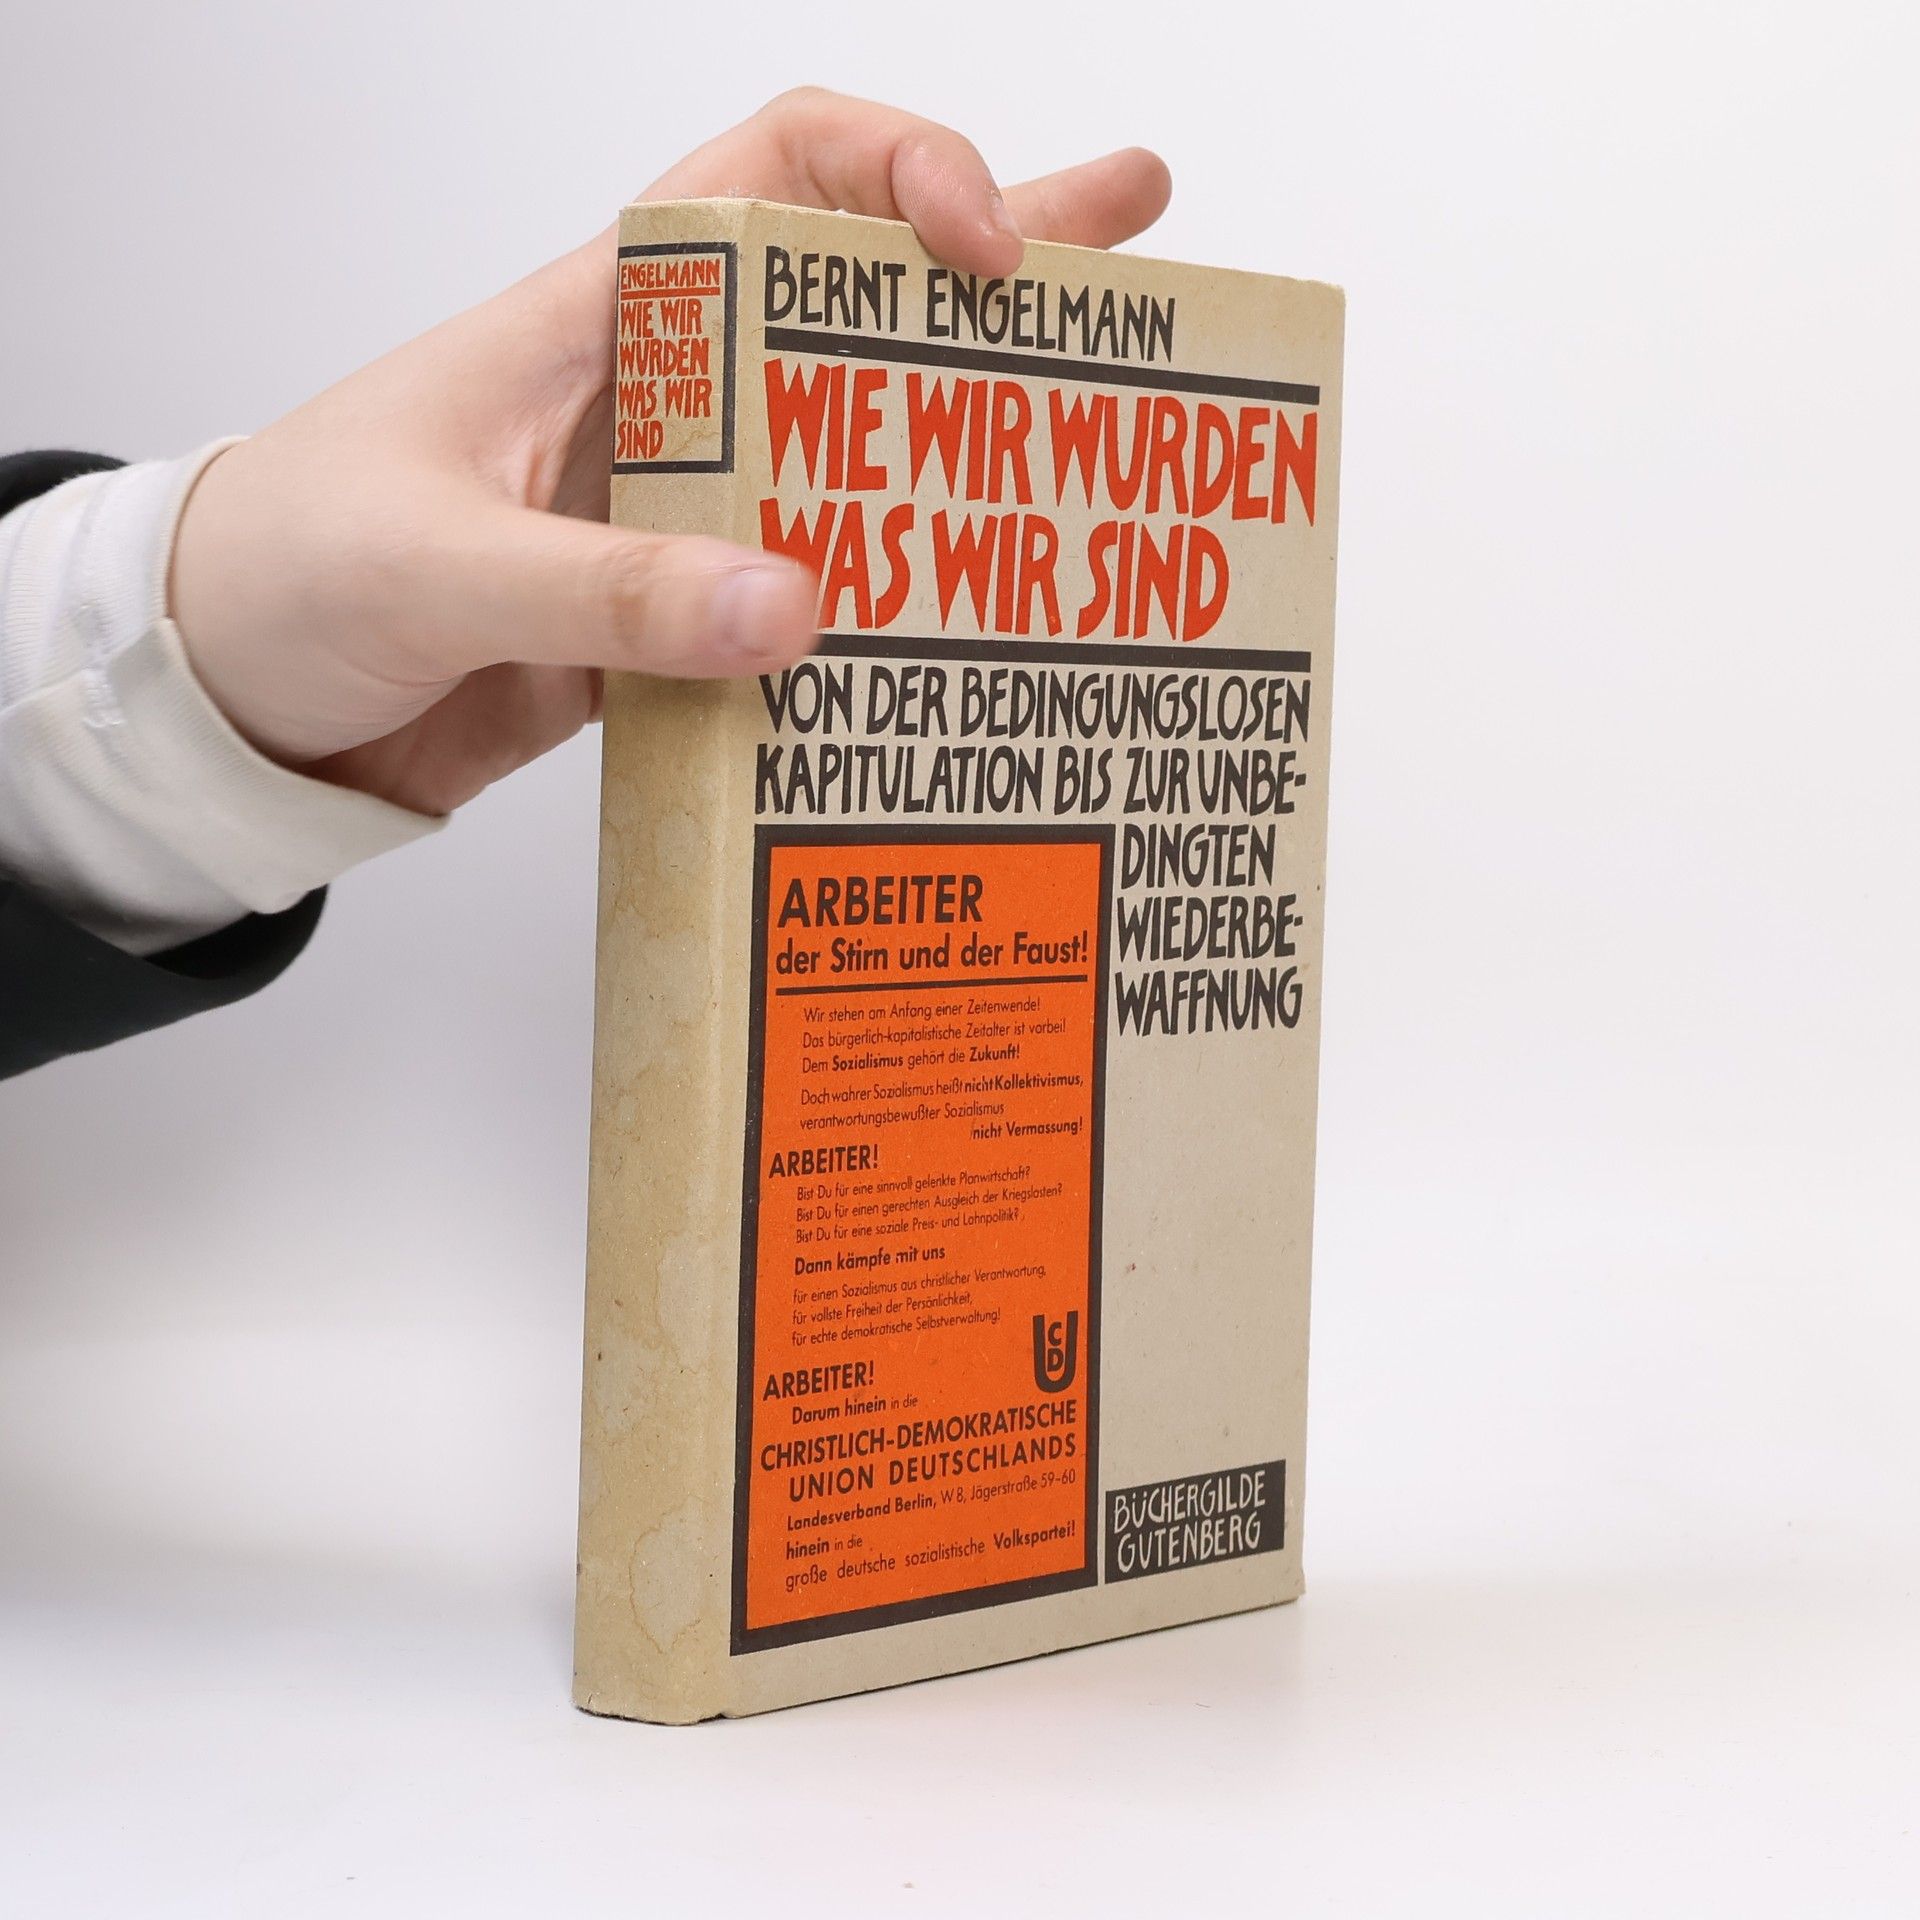 ENGELMANN
WIE WIR
WURDEN
WAS WIR
SIND
BERNT ENGELMANN
WIE WIR WURDEN
WAS WIR SIND
VON DER BEDINGUNGSLOSEN
KAPITULATION BIS ZUR UNBE-
DINGTEN
WIEDERBE-
WAFFNUNG
ARBEITER
der Stirn und der Faust!
Wir stehen am Anfang einer Zeitenwende!
Das bürgerlich-kapitalistische Zeitalter ist vorbei!
Dem Sozialismus gehört die Zukunft!
Doch wahrer Sozialismus heißt nicht Kollektivismus,
verantwortungsbewußter Sozialismus
nicht Vermassung!
ARBEITER!
Bist Du für eine sinnvoll gelenkte Planwirtschaft?
Bist Du für einen gerechten Ausgleich der Kriegslasten?
Bist Du für eine soziale Preis- und Lohnpolitik?
Dann kämpfe mit uns
für einen Sozialismus aus christlicher Verantwortung,
für vollste Freiheit der Persönlichkeit,
für echte demokratische Selbstverwaltung!
CDU
ARBEITER!
Darum hinein in die
CHRISTLICH-DEMOKRATISCHE
UNION DEUTSCHLANDS
Landesverband Berlin, W 8, Jägerstraße 59-60
hinein in die
große deutsche sozialistische Volkspartei!
BÜCHERGILDE
GUTENBERG